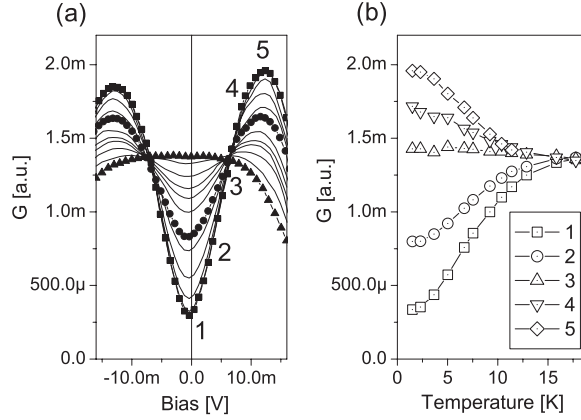 (a)
(b)
G [a.u.]
2.0m
1.5m
1.0m
500.0µ
0.0
5
4
3
2
1
-10.0m 0.0 10.0m
Bias [V]
G [a.u.]
2.0m
1.5m
1.0m
500.0µ
0.0
1
2
3
4
5
0 5 10 15
Temperature [K]